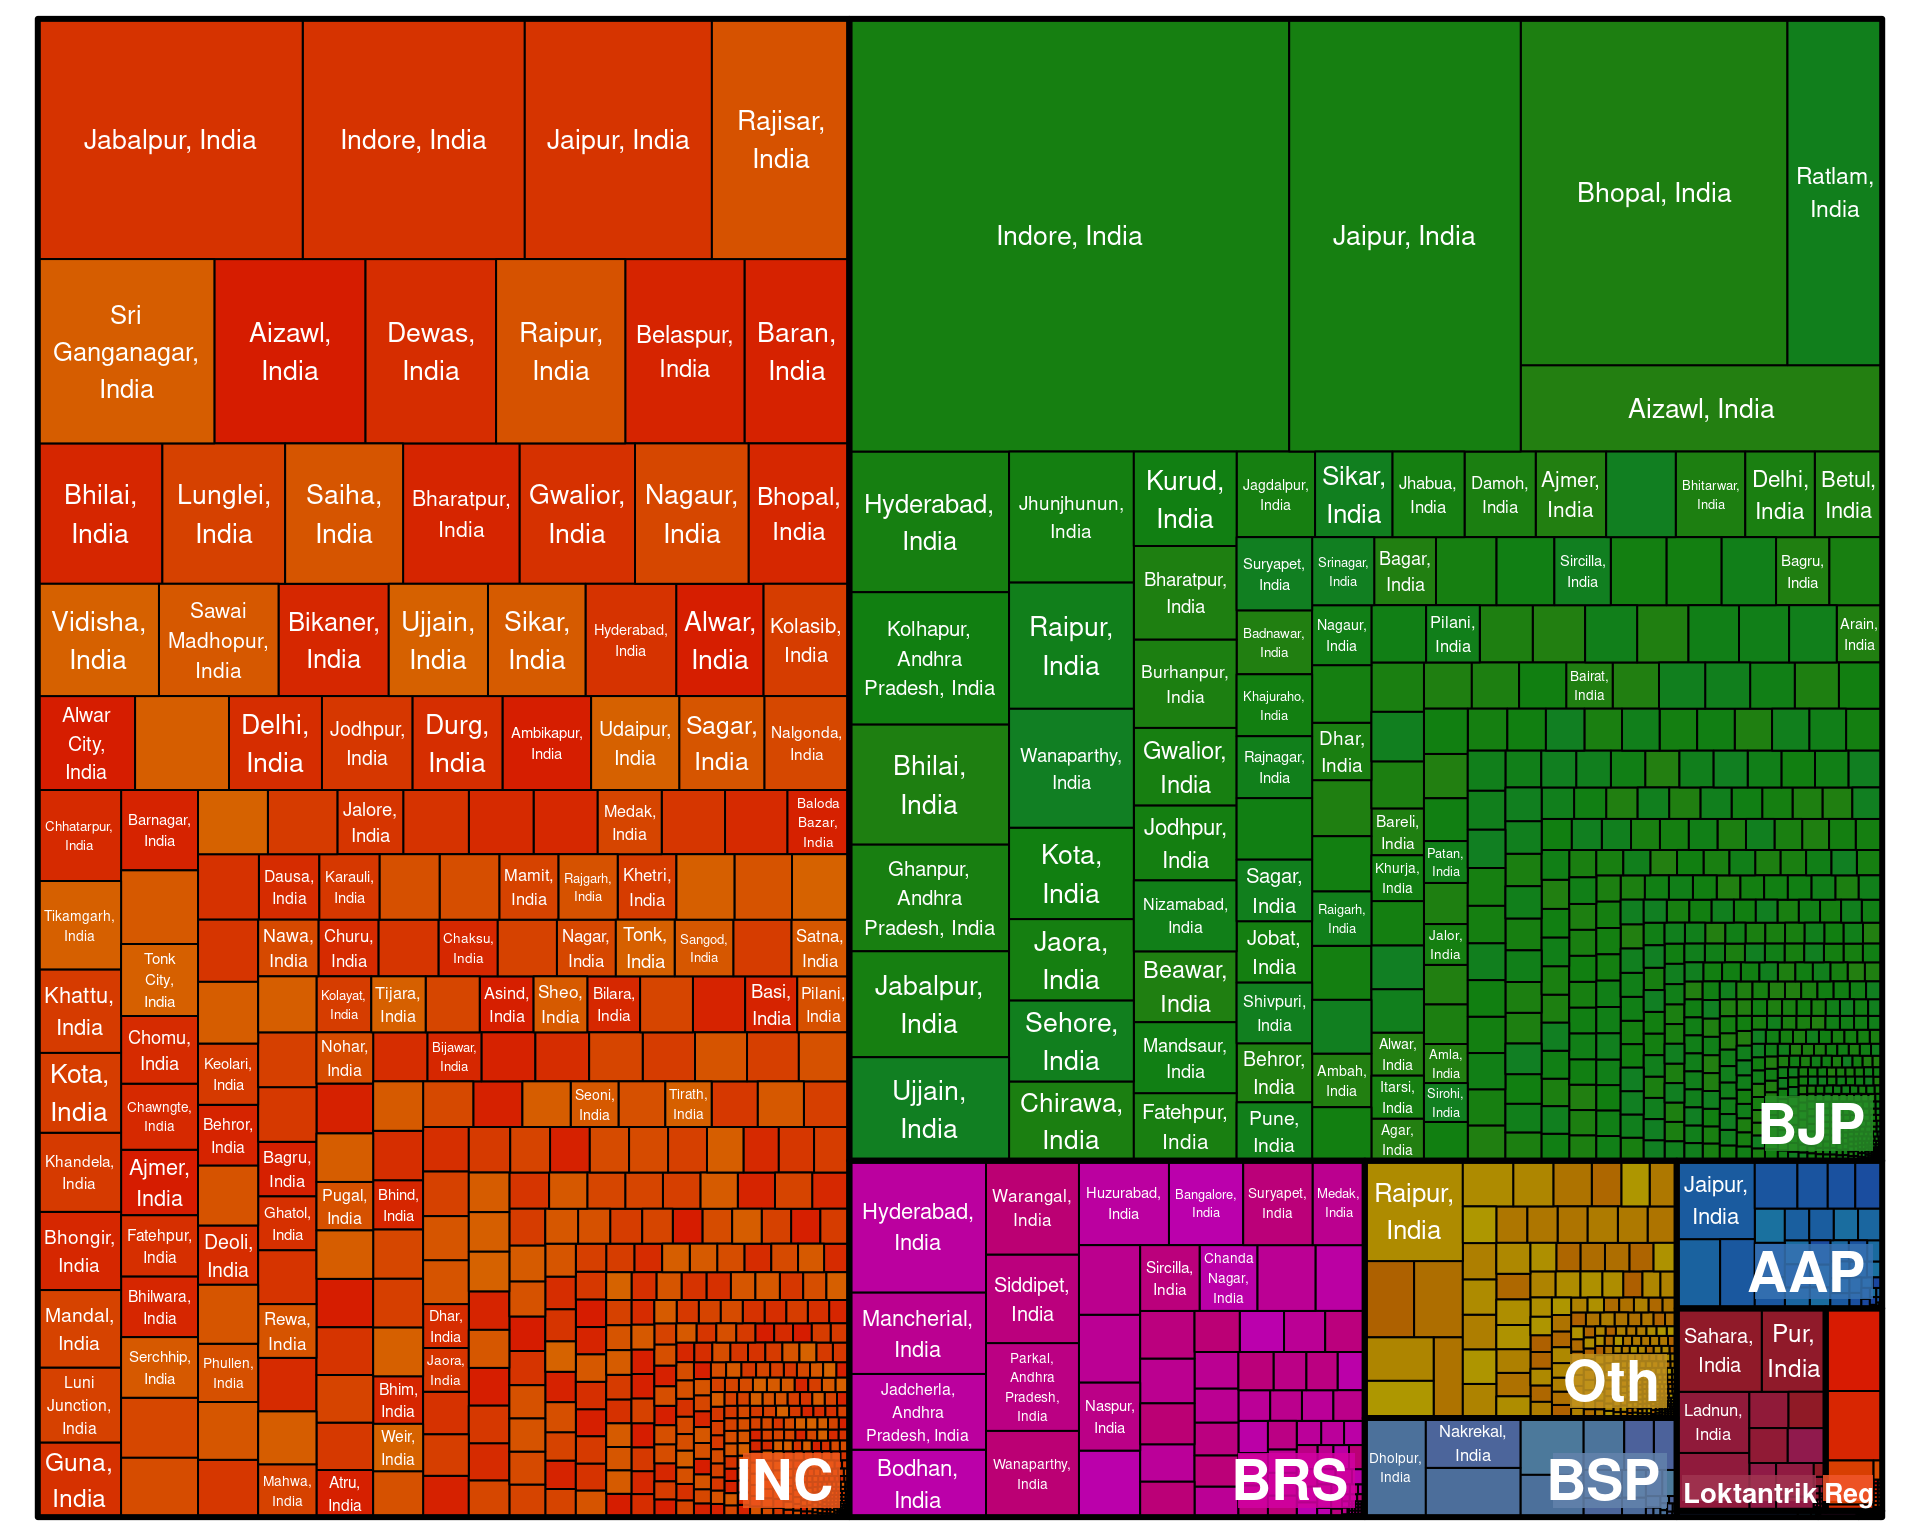 Jabalpur, India
Indore, India
Jaipur, India
Rajisar,
India
Sri
Ganganagar,
India
Aizawl,
India
Dewas,
India
Raipur,
India
Belaspur,
India
Baran,
India
Bhilai,
India
Lunglei,
India
Saiha,
India
Bharatpur,
India
Gwalior,
India
Nagaur,
India
Bhopal,
India
Vidisha,
India
Sawai
Madhopur,
India
Bikaner,
India
Ujjain,
India
Sikar,
India
Hyderabad,
India
Alwar,
India
Kolasib,
India
Alwar
City,
India
Delhi,
India
Jodhpur,
India
Durg,
India
Ambikapur,
India
Udaipur,
India
Sagar,
India
Nalgonda,
India
Chhatarpur,
India
Barnagar,
India
Jalore,
India
Medak,
India
Baloda
Bazar,
India
Dausa,
India
Karauli,
India
Mamit,
India
Rajgarh,
India
Khetri,
India
Tikamgarh,
India
Tonk
City,
India
Nawa,
India
Churu,
India
Chaksu,
India
Nagar,
India
Tonk,
India
Sangod,
India
Satna,
India
Khattu,
India
Chomu,
India
Kolayat,
India
Tijara,
India
Asind,
India
Sheo,
India
Bilara,
India
Basi,
India
Pilani,
India
Kota,
India
Keolari,
India
Nohar,
India
Bijawar,
India
Chawngte,
India
Behror,
India
Seoni,
India
Tirath,
India
Khandela,
India
Ajmer,
India
Bagru,
India
Pugal,
India
Bhind,
India
Ghatol,
India
Bhongir,
India
Fatehpur,
India
Deoli,
India
Mandal,
India
Bhilwara,
India
Rewa,
India
Dhar,
India
Serchhip,
India
Phullen,
India
Jaora,
India
Luni
Junction,
India
Bhim,
India
Weir,
India
Guna,
India
Mahwa,
India
Atru,
India
INC
Indore, India
Jaipur, India
Bhopal, India
Ratlam,
India
Aizawl, India
Hyderabad,
India
Jhunjhunun,
India
Kurud,
India
Jagdalpur,
India
Sikar,
India
Jhabua,
India
Damoh,
India
Ajmer,
India
Bhitarwar,
India
Delhi,
India
Betul,
India
Bharatpur,
India
Suryapet,
India
Srinagar,
India
Bagar,
India
Sircilla,
India
Bagru,
India
Kolhapur,
Andhra
Pradesh, India
Raipur,
India
Burhanpur,
India
Badnawar,
India
Nagaur,
India
Pilani,
India
Arain,
India
Khajuraho,
India
Bairat,
India
Bhilai,
India
Wanaparthy,
India
Gwalior,
India
Rajnagar,
India
Dhar,
India
Ghanpur,
Andhra
Pradesh, India
Kota,
India
Jodhpur,
India
Sagar,
India
Bareli,
India
Khurja,
India
Patan,
India
Nizamabad,
India
Raigarh,
India
Jaora,
India
Jobat,
India
Jalor,
India
Jabalpur,
India
Beawar,
India
Shivpuri,
India
Sehore,
India
Mandsaur,
India
Behror,
India
Ambah,
India
Alwar,
India
Amla,
India
Itarsi,
India
Sirohi,
India
Ujjain,
India
Chirawa,
India
Fatehpur,
India
Pune,
India
Agar,
India
BJP
Hyderabad,
India
Warangal,
India
Huzurabad,
India
Bangalore,
India
Suryapet,
India
Medak,
India
Siddipet,
India
Sircilla,
India
Chanda
Nagar,
India
Mancherial,
India
Parkal,
Andhra
Pradesh,
India
Jadcherla,
Andhra
Pradesh, India
Naspur,
India
Bodhan,
India
Wanaparthy,
India
BRS
Raipur,
India
Oth
Jaipur,
India
AAP
Dholpur,
India
Nakrekal,
India
BSP
Sahara,
India
Pur,
India
Ladnun,
India
Loktantrik
Reg